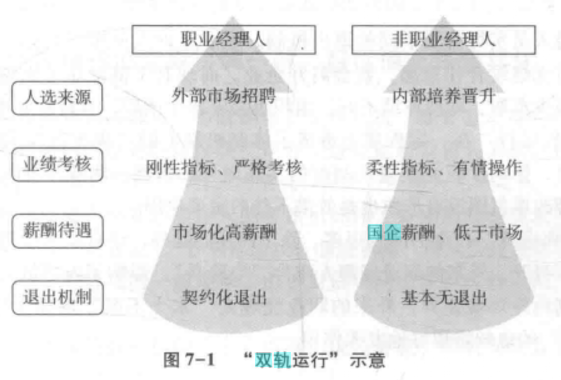 职业经理人 非职业经理人
人选来源 外部市场招聘 内部培养晋升
业绩考核 刚性指标、严格考核 柔性指标、有情操作
薪酬待遇 市场化高薪酬 国企薪酬、低于市场
退出机制 契约化退出 基本无退出
图 7-1 “双轨运行”示意